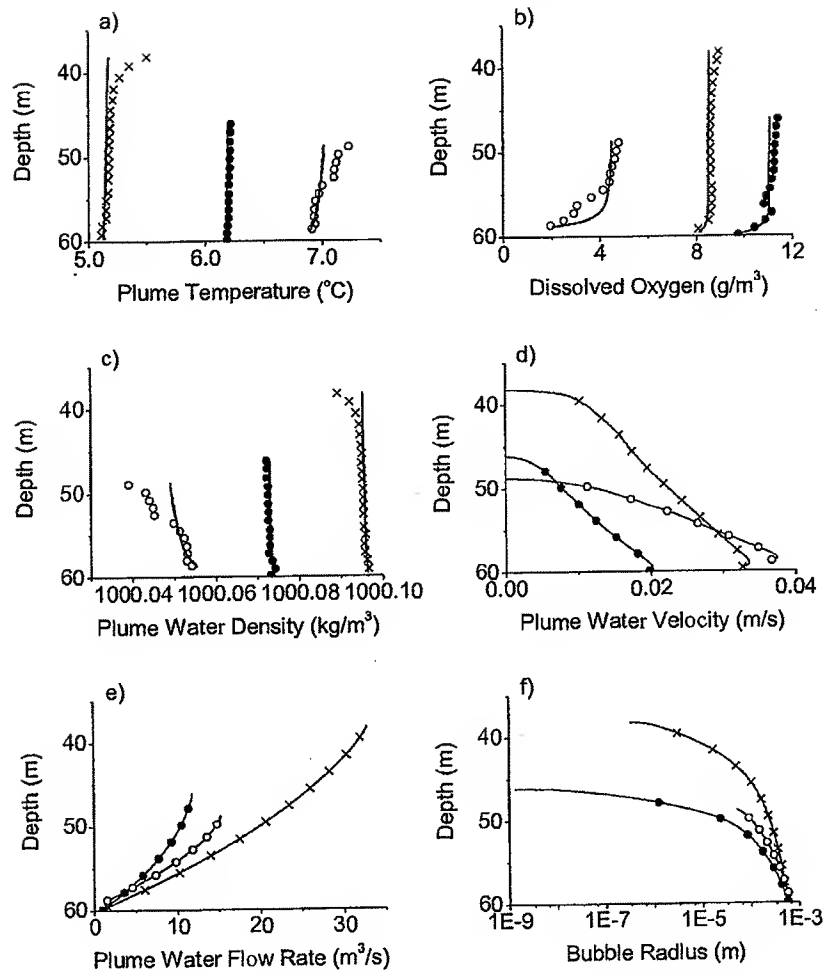 a)
Depth (m)
40
50
60
5.0 6.0 7.0
Plume Temperature (°C)
b)
Depth (m)
40
50
60
0 4 8 12
Dissolved Oxygen (g/m³)
c)
Depth (m)
40
50
60
1000.04 1000.06 1000.08 1000.10
Plume Water Density (kg/m³)
d)
Depth (m)
40
50
60
0.00 0.02 0.04
Plume Water Velocity (m/s)
e)
Depth (m)
40
50
60
0 10 20 30
Plume Water Flow Rate (m³/s)
f)
Depth (m)
40
50
60
1E-9 1E-7 1E-5 1E-3
Bubble Radius (m)